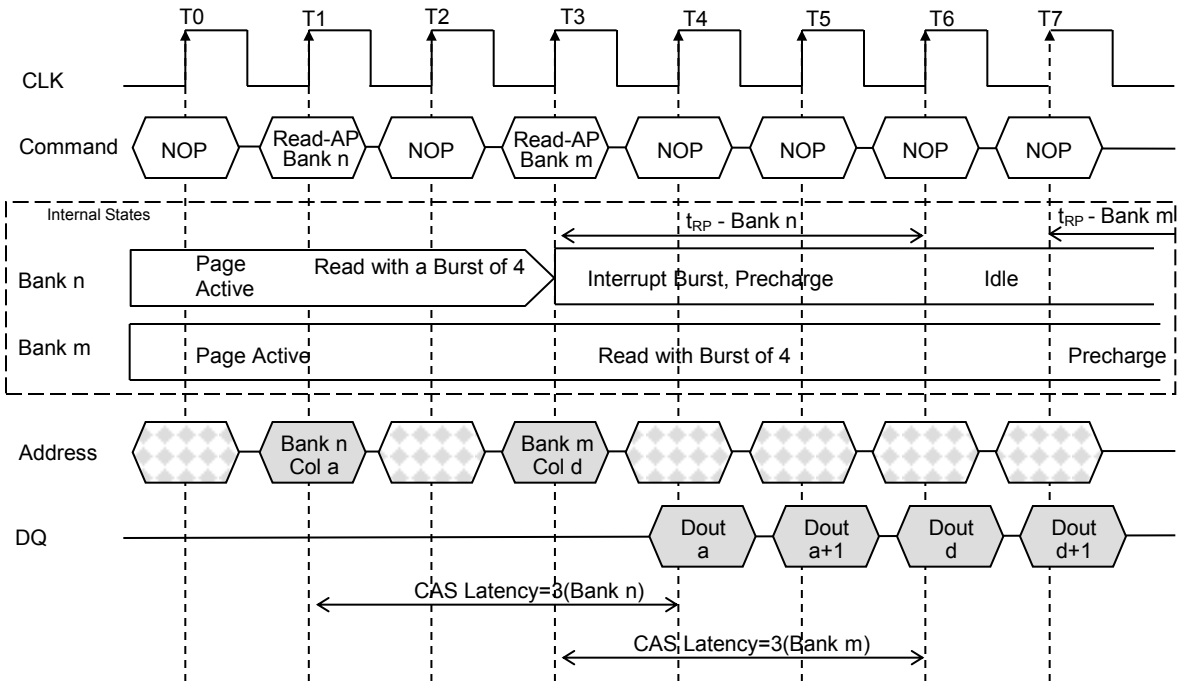 T0 T1 T2 T3 T4 T5 T6 T7
CLK
Command NOP Read-AP Bank n NOP Read-AP Bank m NOP NOP NOP NOP
Internal States
tRP - Bank n
tRP - Bank m
Bank n
Page Active
Read with a Burst of 4
Interrupt Burst, Precharge
Idle
Bank m
Page Active
Read with Burst of 4
Precharge
Address
Bank n
Col a
Bank m
Col d
DQ
Dout
a
Dout
a+1
Dout
d
Dout
d+1
CAS Latency=3(Bank n)
CAS Latency=3(Bank m)